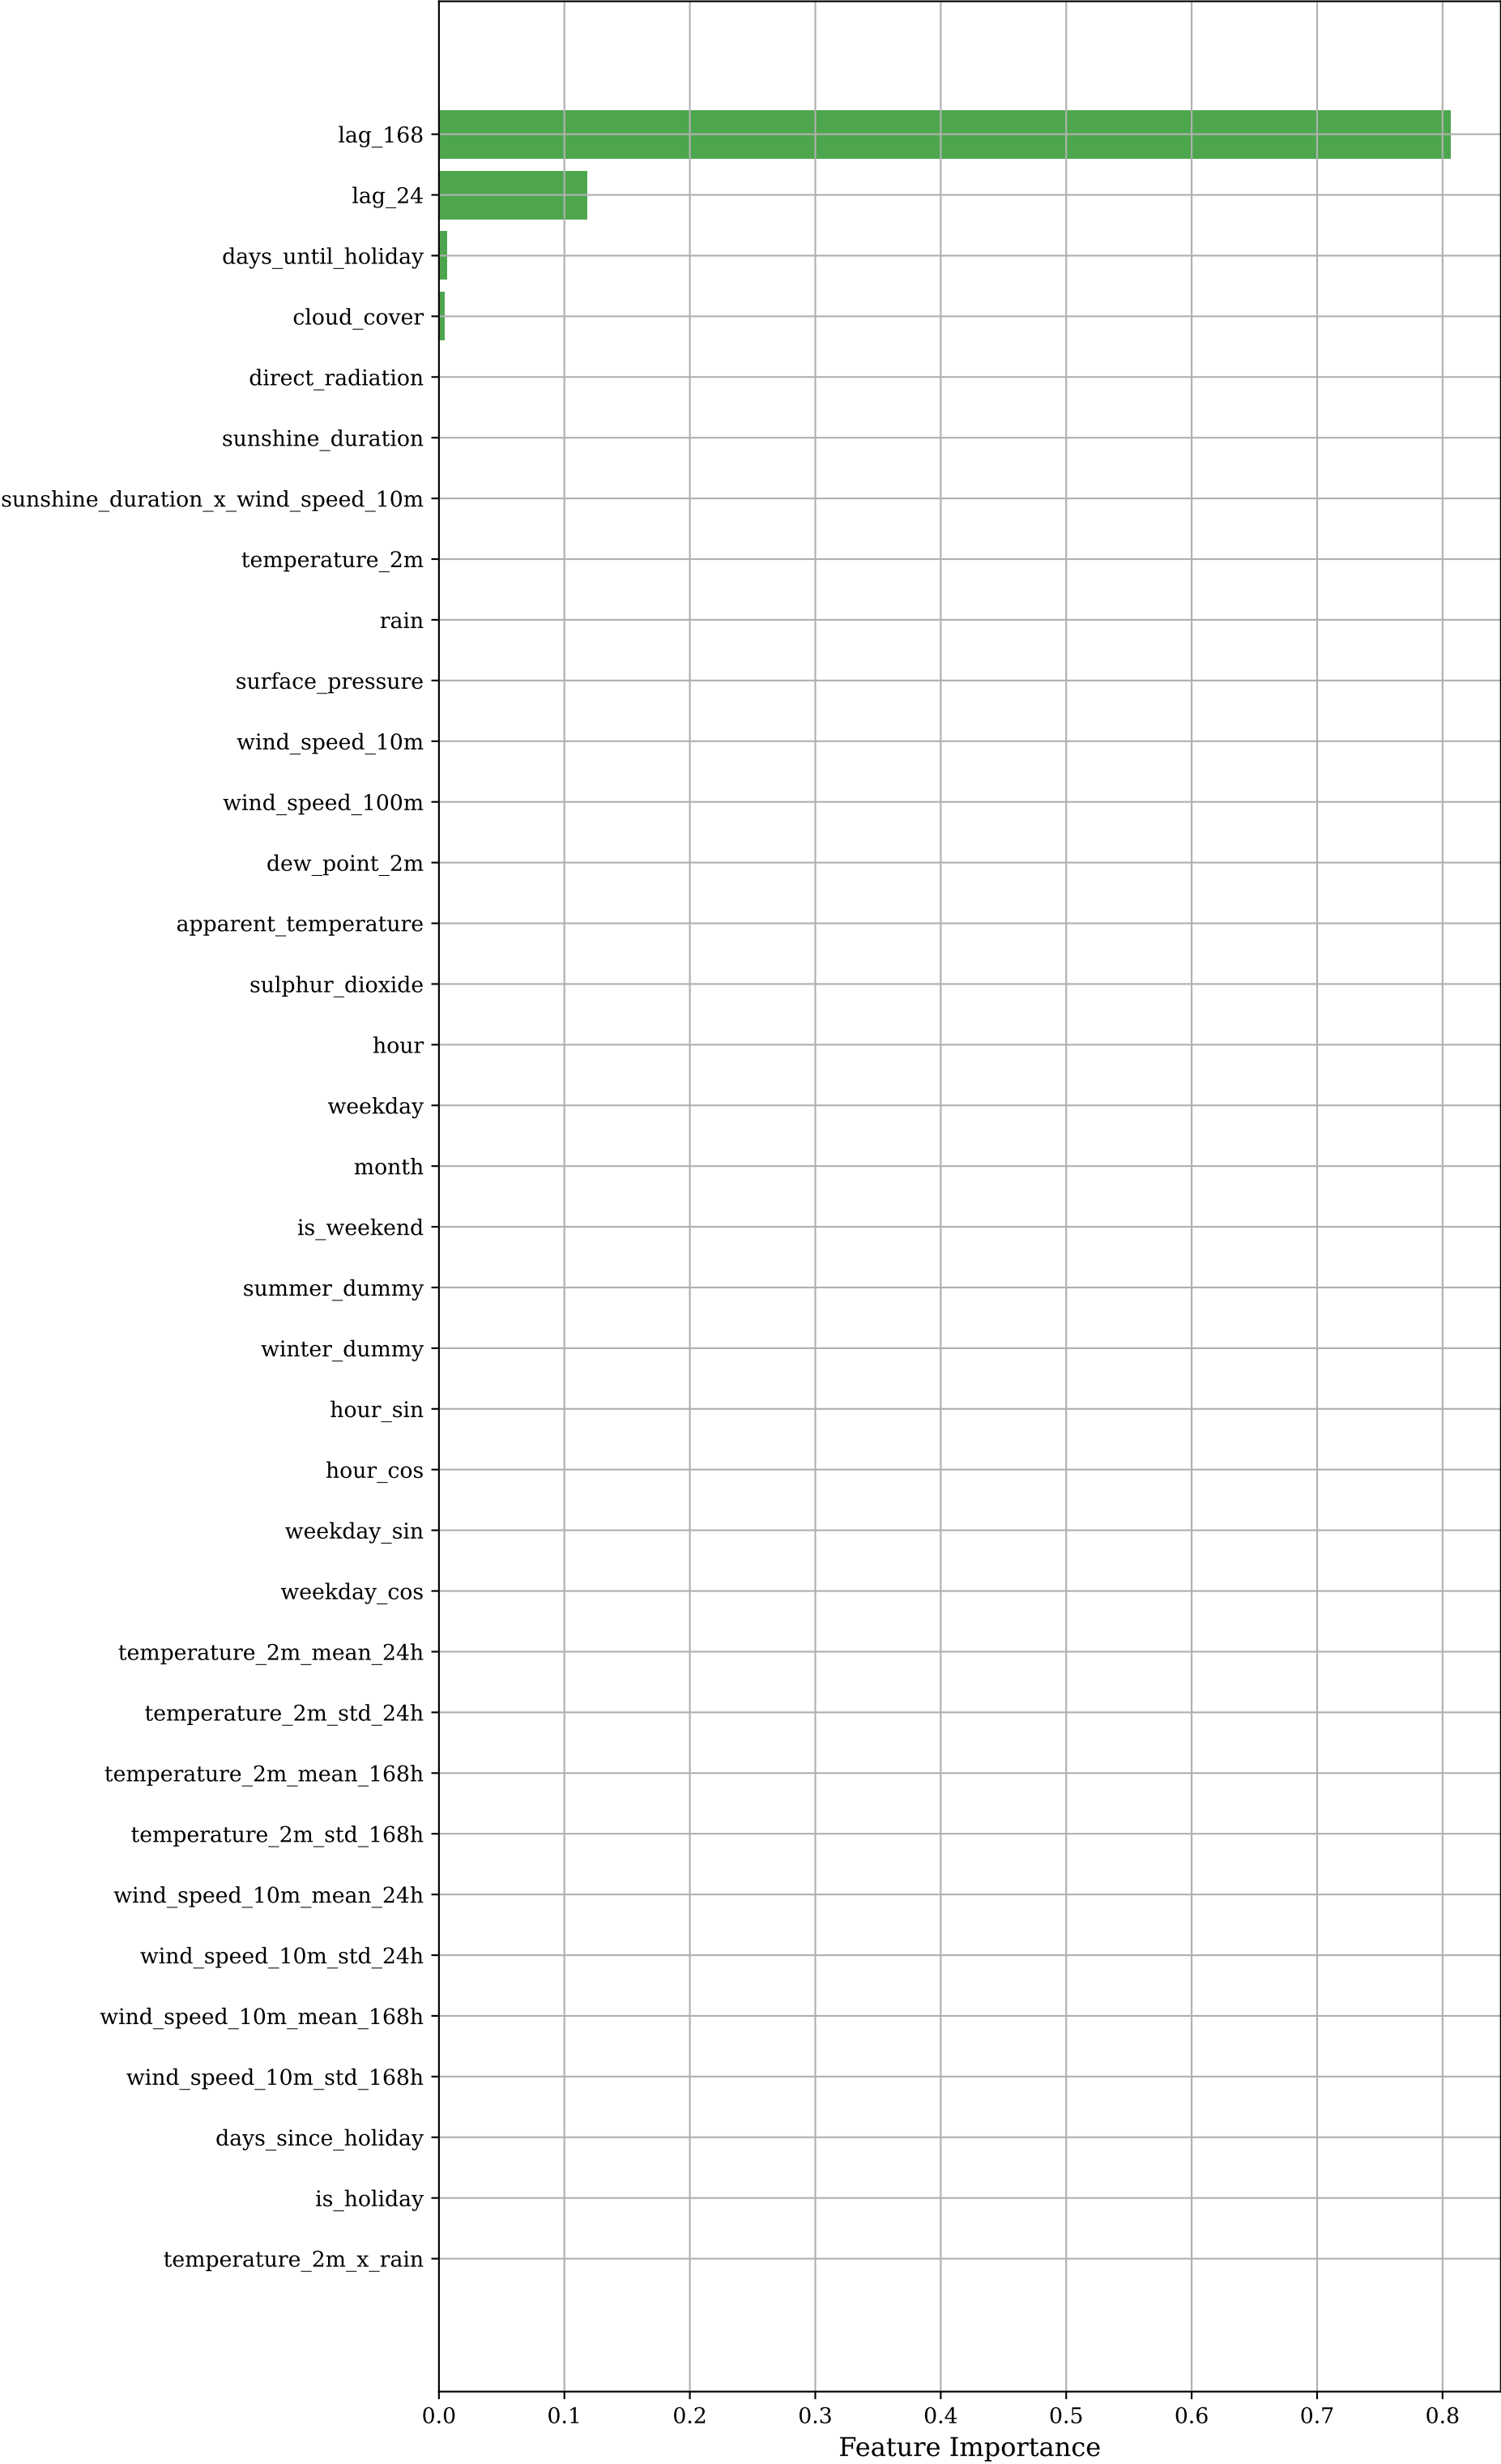 lag_168
lag_24
days_until_holiday
cloud_cover
direct_radiation
sunshine_duration
sunshine_duration_x_wind_speed_10m
temperature_2m
rain
surface_pressure
wind_speed_10m
wind_speed_100m
dew_point_2m
apparent_temperature
sulphur_dioxide
hour
weekday
month
is_weekend
summer_dummy
winter_dummy
hour_sin
hour_cos
weekday_sin
weekday_cos
temperature_2m_mean_24h
temperature_2m_std_24h
temperature_2m_mean_168h
temperature_2m_std_168h
wind_speed_10m_mean_24h
wind_speed_10m_std_24h
wind_speed_10m_mean_168h
wind_speed_10m_std_168h
days_since_holiday
is_holiday
temperature_2m_x_rain
0.0 0.1 0.2 0.3 0.4 0.5 0.6 0.7 0.8
Feature Importance